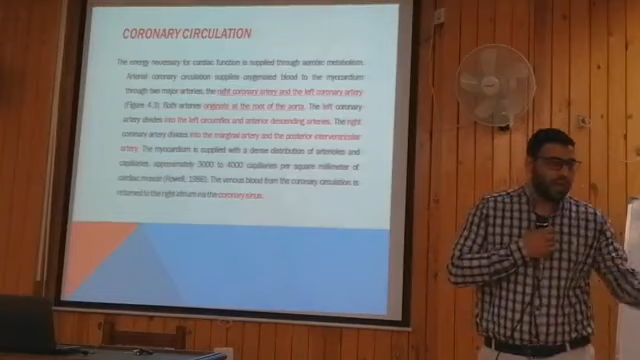 CORONARY CIRCULATION
The energy necessary for cardiac function is supplied through aerobic metabolism.
Arterial coronary circulation supplies oxygenated blood to the myocardium
through two major arteries, the right coronary artery and the left coronary artery
(Figure 4.3). Both arteries originate at the root of the aorta. The left coronary
artery divides into the left circumflex and anterior descending arteries. The right
coronary artery divides into the marginal artery and the posterior interventricular
artery. The myocardium is supplied with a dense distribution of arterioles and
capillaries, approximately 3000 to 4000 capillaries per square millimeter of
cardiac muscle (Rowell, 1986). The venous blood from the coronary circulation is
returned to the right atrium via the coronary sinus.